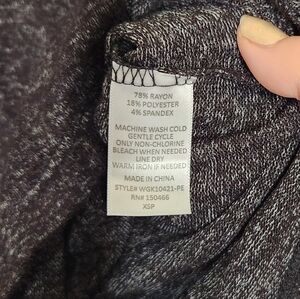 78% RAYON
18% POLYESTER
4% SPANDEX
MACHINE WASH COLD
GENTLE CYCLE
ONLY NON-CHLORINE
BLEACH WHEN NEEDED
LINE DRY
WARM IRON IF NEEDED
MADE IN CHINA
STYLE# WGK10421-PE
RN# 150466
XSP